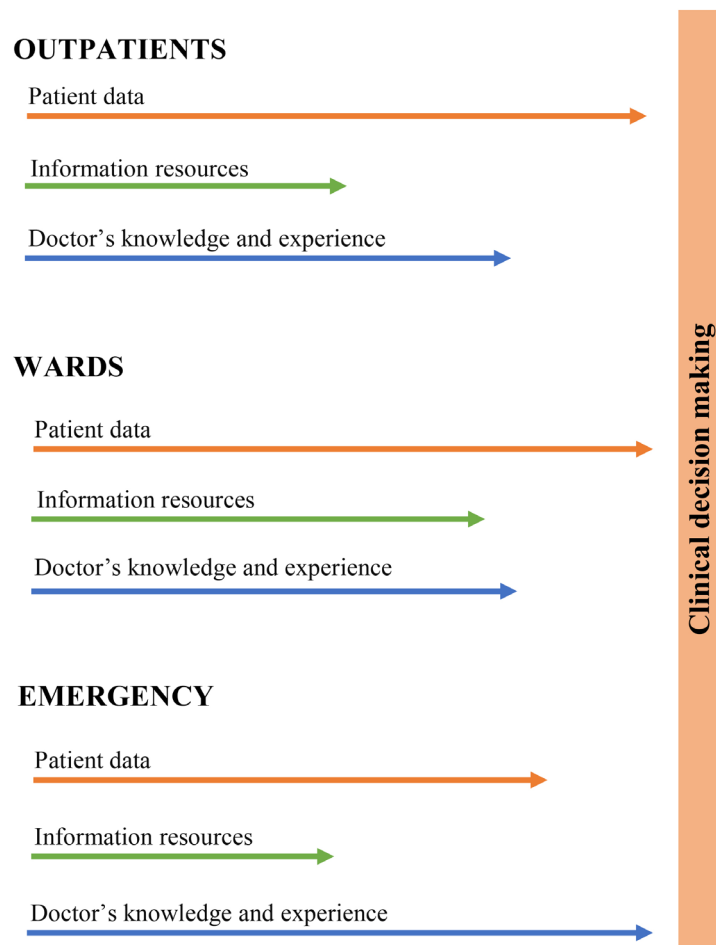 OUTPATIENTS
Patient data
Information resources
Doctor’s knowledge and experience
WARDS
Patient data
Information resources
Doctor’s knowledge and experience
EMERGENCY
Patient data
Information resources
Doctor’s knowledge and experience
Clinical decision making